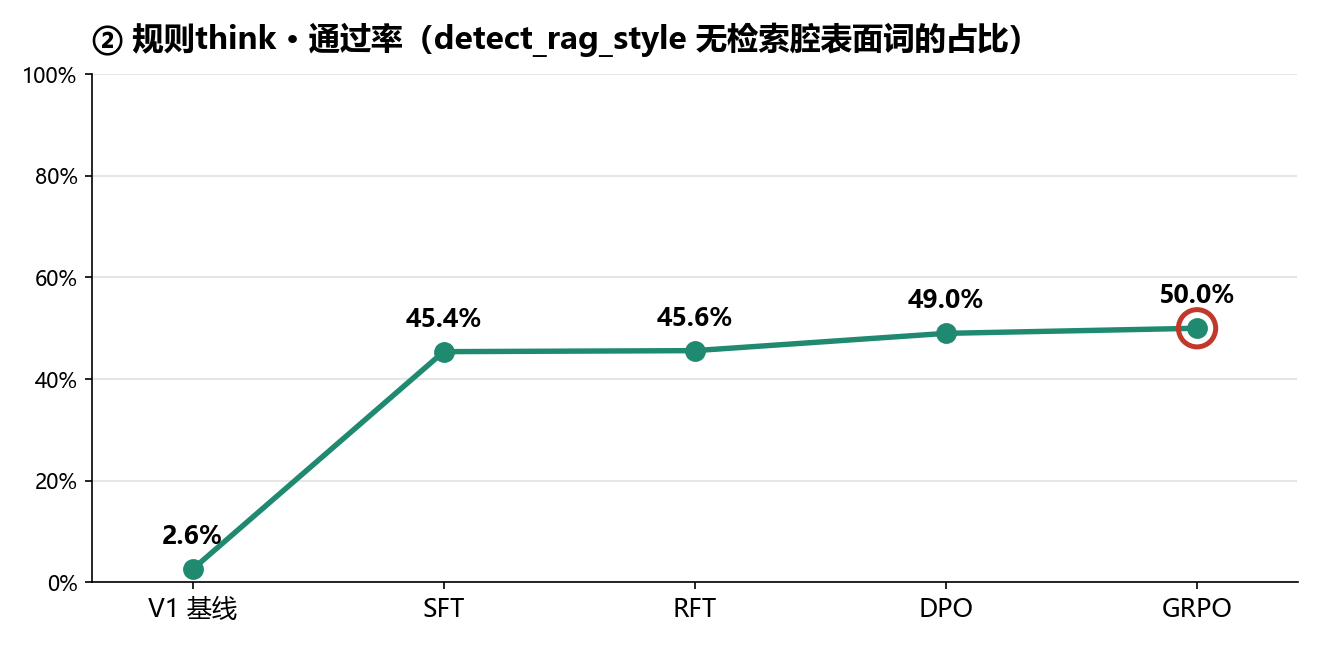 ② 规则think • 通过率（detect_rag_style 无检索腔表面词的占比）
100%
80%
60%
40%
20%
0%
2.6%
45.4%
45.6%
49.0%
50.0%
V1 基线
SFT
RFT
DPO
GRPO